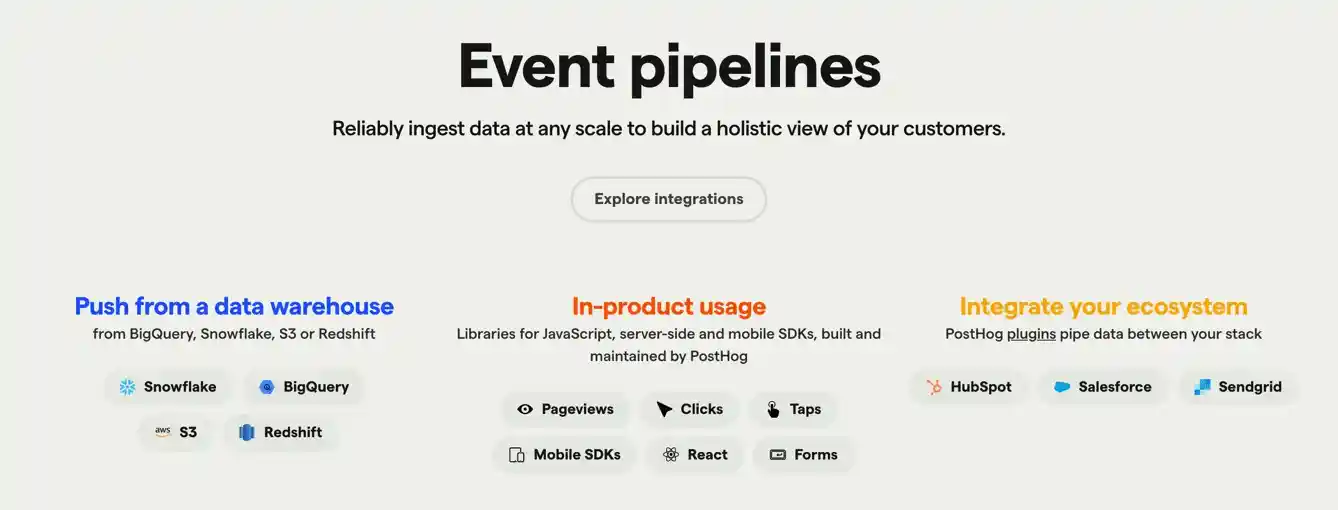 Event pipelines
Reliably ingest data at any scale to build a holistic view of your customers.
Explore integrations
Push from a data warehouse
from BigQuery, Snowflake, S3 or Redshift
Snowflake
BigQuery
aws S3
Redshift
In-product usage
Libraries for JavaScript, server-side and mobile SDKs, built and
maintained by PostHog
Pageviews
Clicks
Taps
Mobile SDKs
React
Forms
Integrate your ecosystem
PostHog plugins pipe data between your stack
HubSpot
Salesforce
Sendgrid